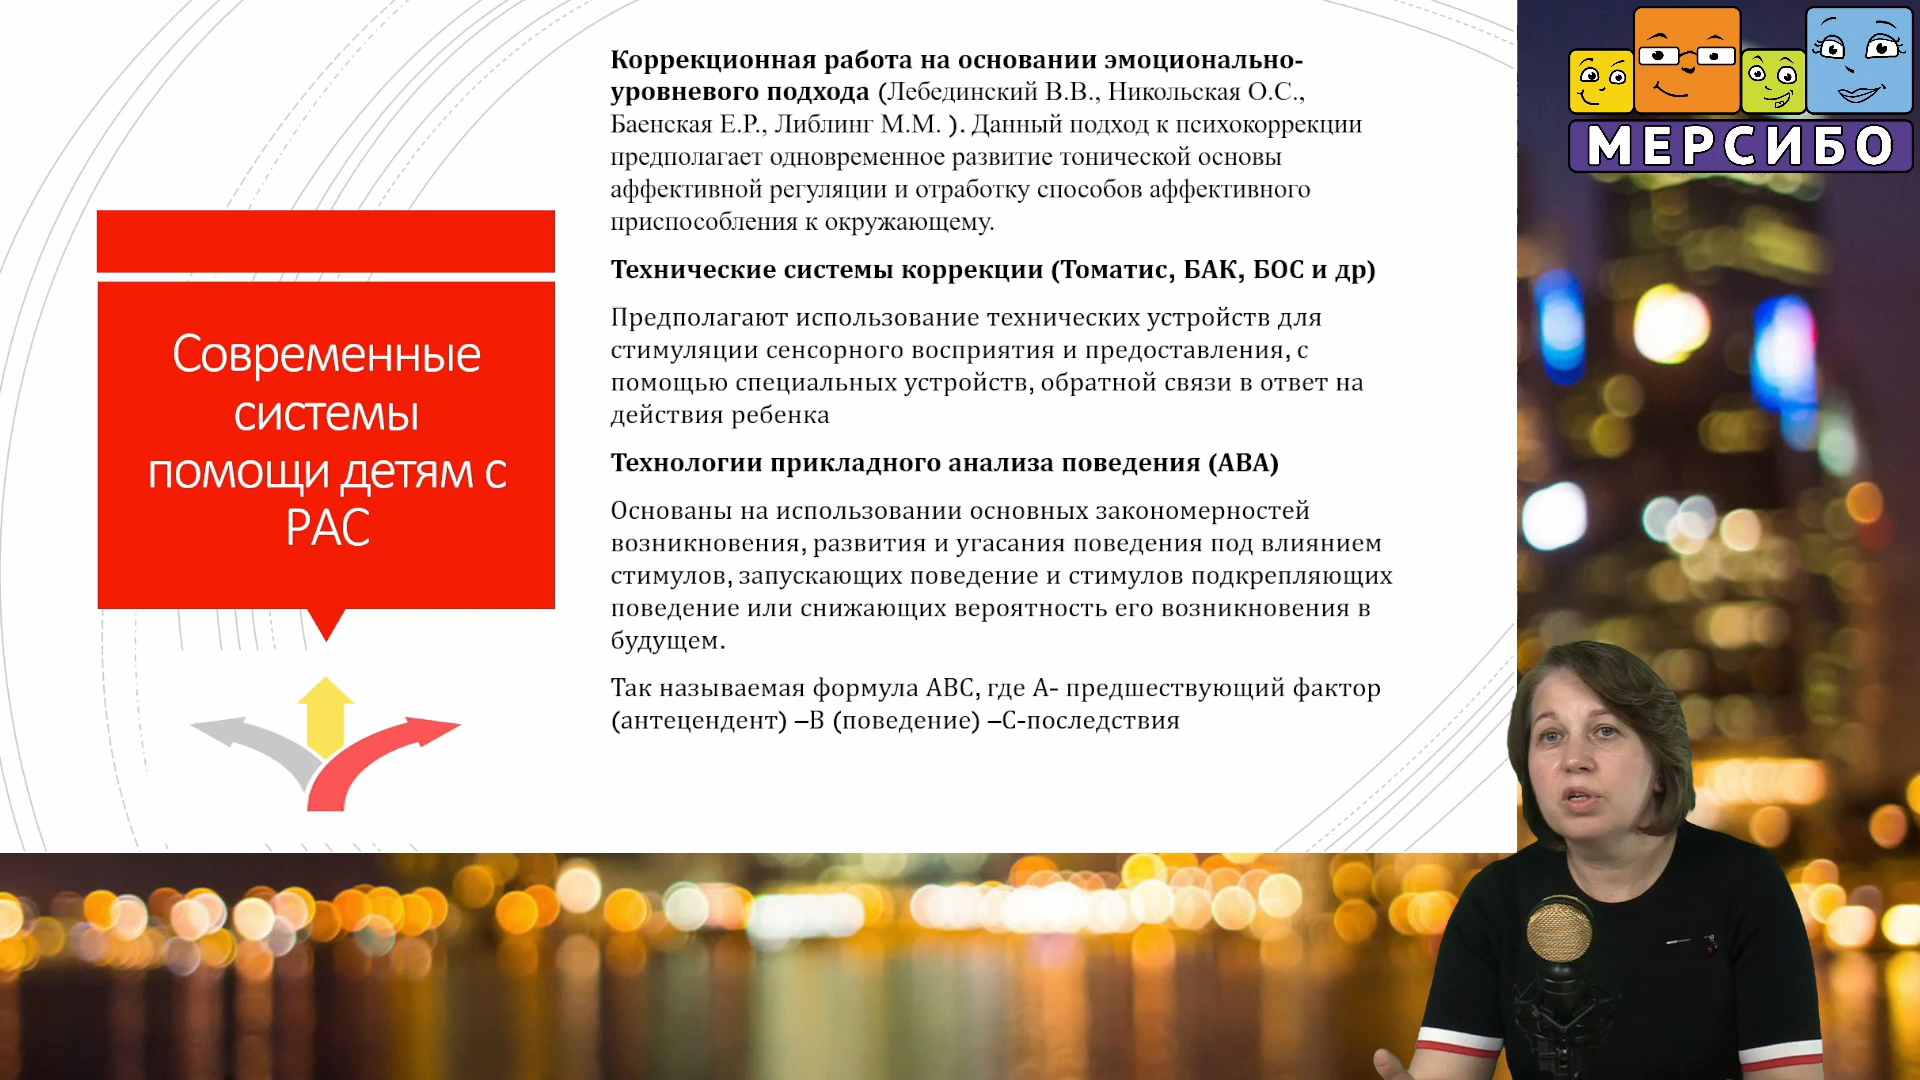 Современные
системы
помощи детям с
РАС
Коррекционная работа на основании эмоционально-
уровневого подхода (Лебединский В.В., Никольская О.С.,
Баенская Е.Р., Либлинг М.М. ). Данный подход к психокоррекции
предполагает одновременное развитие тонической основы
аффективной регуляции и отработку способов аффективного
приспособления к окружающему.
Технические системы коррекции (Томатис, БАК, БОС и др)
Предполагают использование технических устройств для
стимуляции сенсорного восприятия и предоставления, с
помощью специальных устройств, обратной связи в ответ на
действия ребенка
Технологии прикладного анализа поведения (АВА)
Основаны на использовании основных закономерностей
возникновения, развития и угасания поведения под влиянием
стимулов, запускающих поведение и стимулов подкрепляющих
поведение или снижающих вероятность его возникновения в
будущем.
Так называемая формула АВС, где А- предшествующий фактор
(антецендент) –В (поведение) –С-последствия
МЕРСИБО